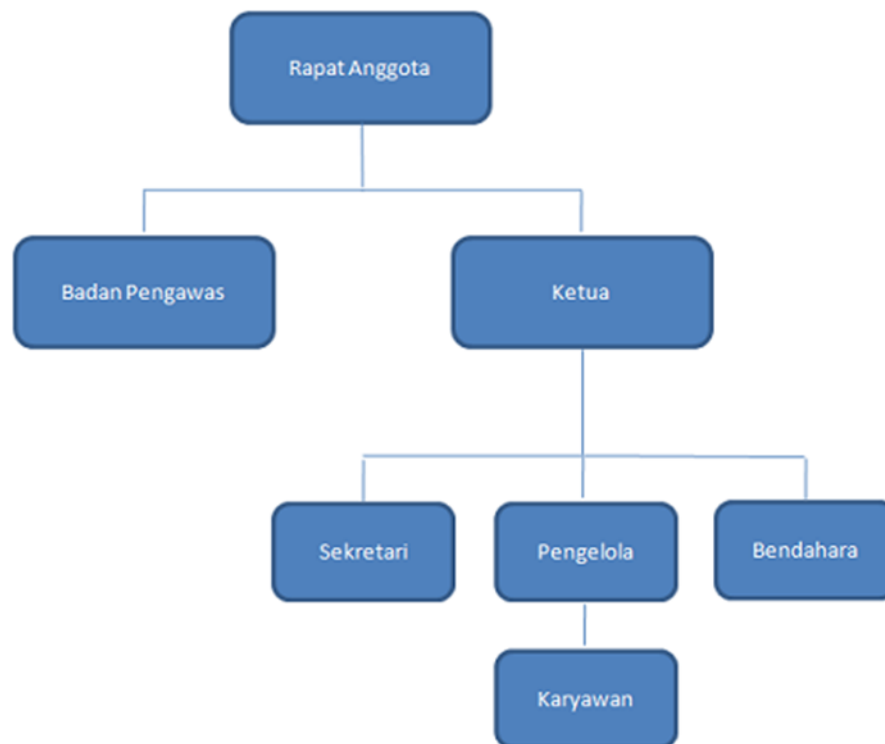 Rapat Anggota
Badan Pengawas
Ketua
Sekretari
Pengelola
Bendahara
Karyawan